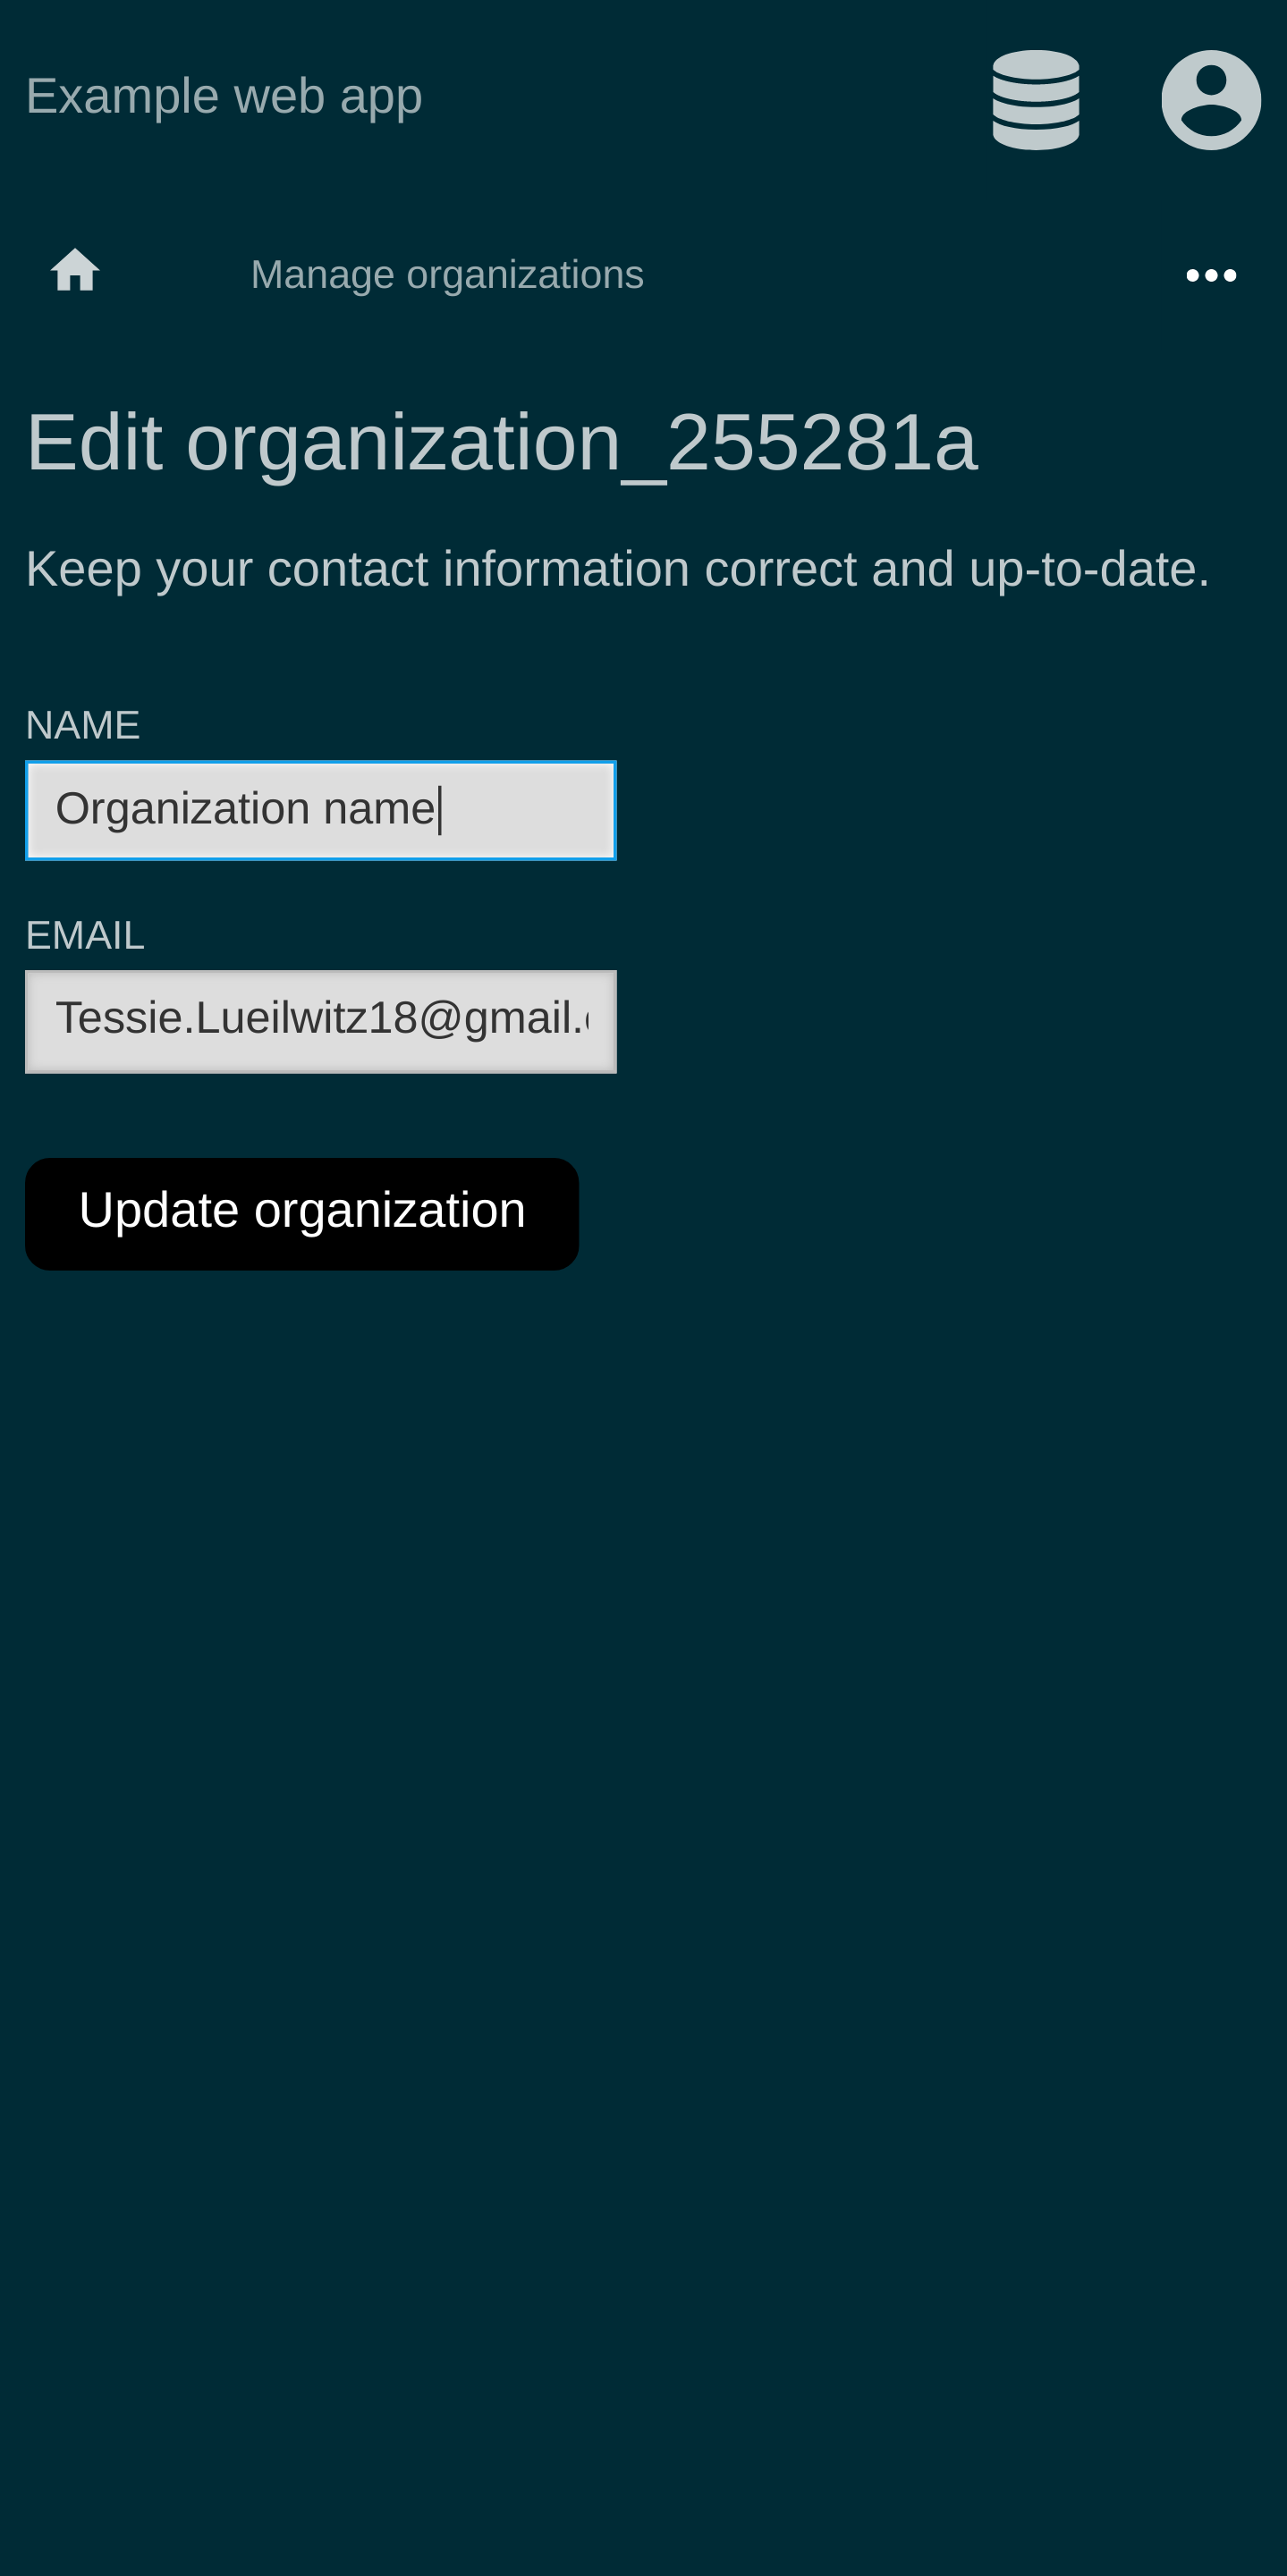 Example web app
Manage organizations
Edit organization_255281a
Keep your contact information correct and up-to-date.
NAME
Organization name
EMAIL
Tessie.Lueilwitz18@gmail.
Update organization